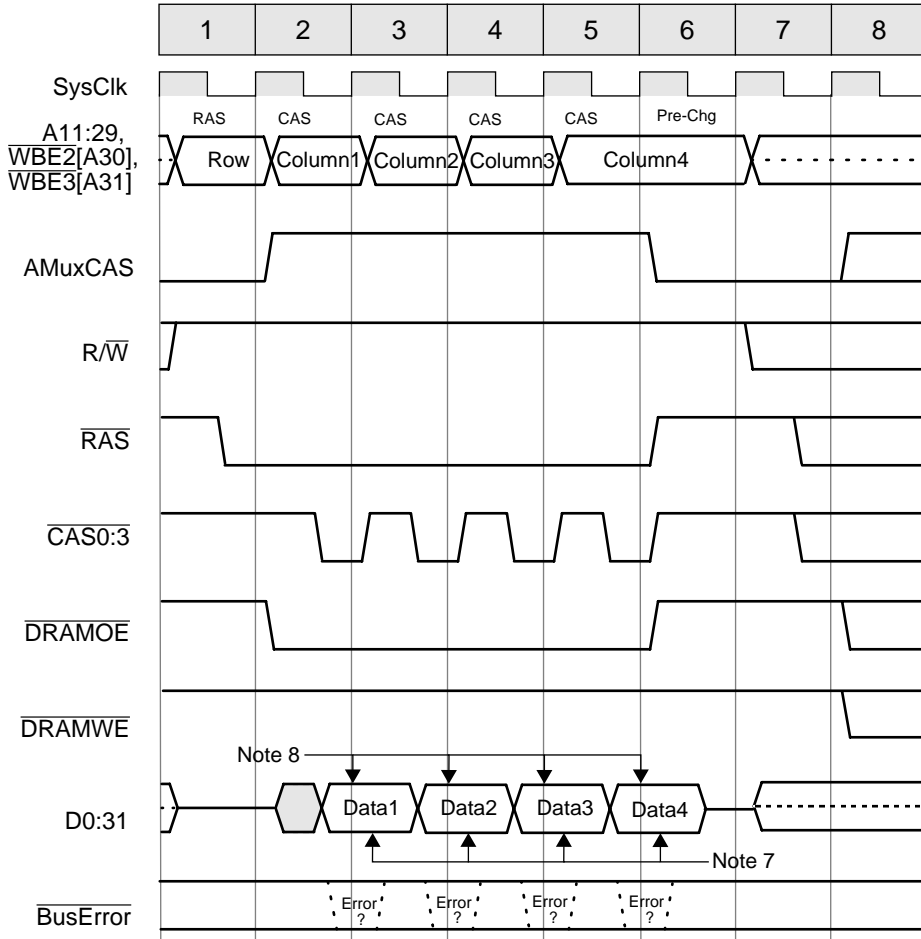 1 2 3 4 5 6 7 8
SysClk
RAS CAS CAS CAS CAS Pre-Chg
A11:29,
WBE2[A30],
WBE3[A31]
Row Column1 Column2 Column3 Column4
AMuxCAS
R/W
RAS
CAS0:3
DRAMOE
DRAMWE
Note 8
D0:31
Data1 Data2 Data3 Data4
Note 7
BusError
Error ? Error ? Error ? Error ?